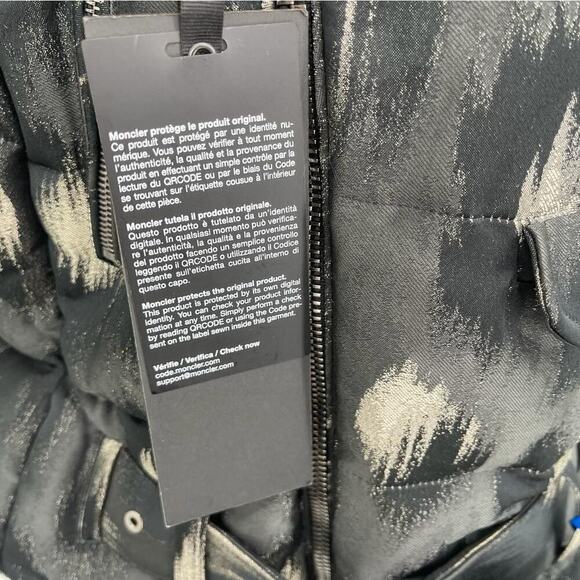 Moncler protège le produit original.
Ce produit est protégé par une identité nu-
mérique. Vous pouvez vérifier à tout moment
l'authenticité, la qualité et la provenance du
produit en effectuant un simple contrôle par la
lecture du QRCODE ou par le biais du Code
se trouvant sur l'étiquette cousue à l'intérieur
de cette pièce.
Moncler tutela il prodotto originale.
Questo prodotto è tutelato da un'identità
digitale. In qualsiasi momento può verifica-
re l'autenticità, la qualità e la provenienza
del prodotto facendo un semplice controllo
leggendo il QRCODE o utilizzando il Codice
presente sull'etichetta cucita all'interno di
questo capo.
Moncler protects the original product.
This product is protected by its own digital
identity. You can check your product infor-
mation at any time. Simply perform a check
by reading QRCODE or using the Code pre-
sent on the label sewn inside this garment.
Vérifie / Verifica / Check now
code.moncler.com
support@moncler.com